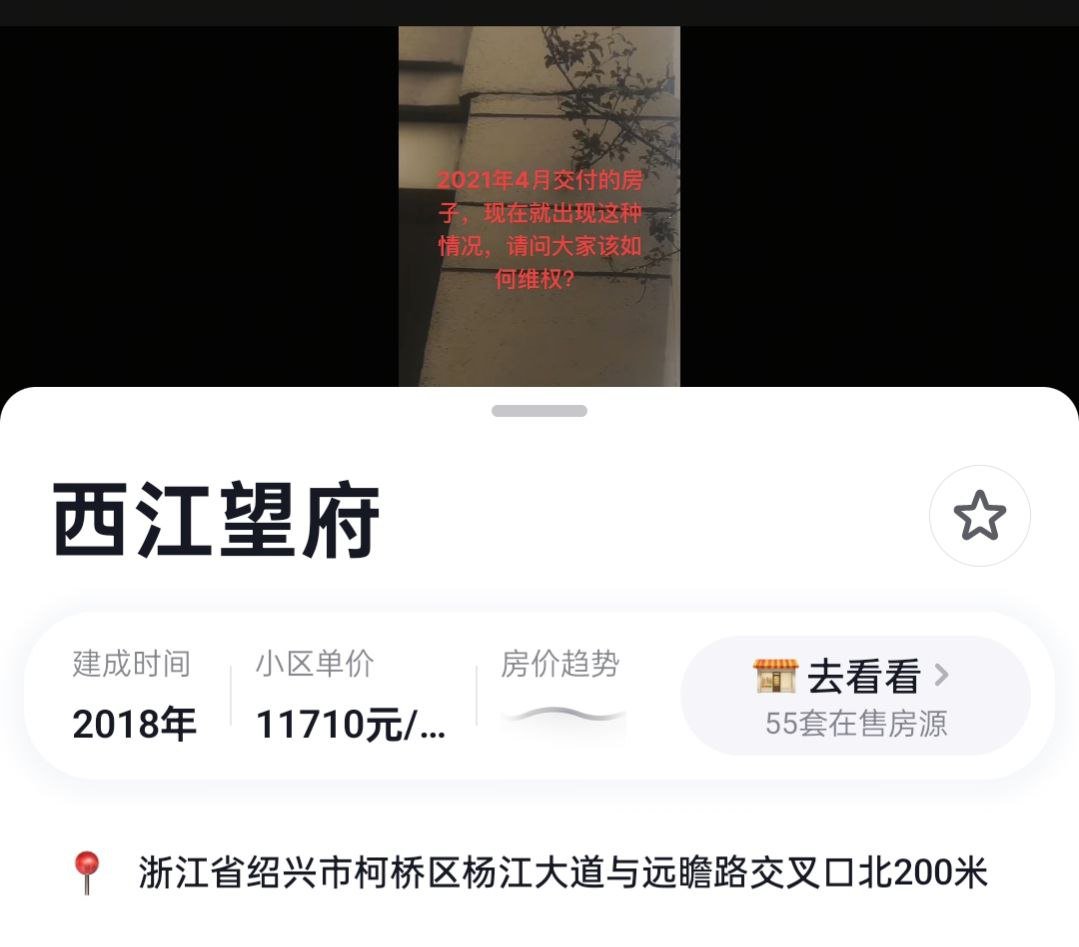 2021年4月交付的房
子，现在就出现这种
情况，请问大家该如
何维权？
西江望府
建成时间
小区单价
房价趋势
去看看
2018年
11710元/...
55套在售房源
浙江省绍兴市柯桥区杨江大道与远瞻路交叉口北200米